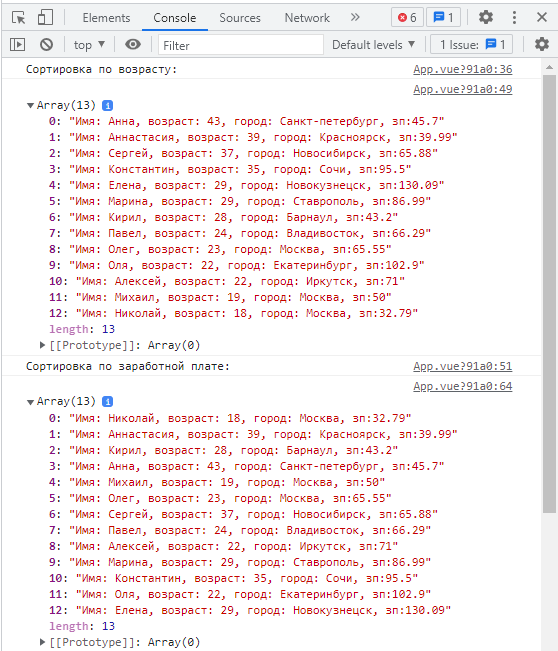 Elements Console Sources Network » 6 1
top Filter Default levels 1 Issue: 1
Сортировка по возрасту: App.vue?91a0:36
App.vue?91a0:49
Array(13) i
0: "Имя: Анна, возраст: 43, город: Санкт-петербург, зп:45.7"
1: "Имя: Аннастасия, возраст: 39, город: Красноярск, зп:39.99"
2: "Имя: Сергей, возраст: 37, город: Новосибирск, зп:65.88"
3: "Имя: Константин, возраст: 35, город: Сочи, зп:95.5"
4: "Имя: Елена, возраст: 29, город: Новокузнецск, зп:130.09"
5: "Имя: Марина, возраст: 29, город: Ставрополь, зп:86.99"
6: "Имя: Кирил, возраст: 28, город: Барнаул, зп:43.2"
7: "Имя: Павел, возраст: 24, город: Владивосток, зп:66.29"
8: "Имя: Олег, возраст: 23, город: Москва, зп:65.55"
9: "Имя: Оля, возраст: 22, город: Екатеринбург, зп:102.9"
10: "Имя: Алексей, возраст: 22, город: Иркутск, зп:71"
11: "Имя: Михаил, возраст: 19, город: Москва, зп:50"
12: "Имя: Николай, возраст: 18, город: Москва, зп:32.79"
length: 13
[[Prototype]]: Array(0)
Сортировка по заработной плате: App.vue?91a0:51
App.vue?91a0:64
Array(13) i
0: "Имя: Николай, возраст: 18, город: Москва, зп:32.79"
1: "Имя: Аннастасия, возраст: 39, город: Красноярск, зп:39.99"
2: "Имя: Кирил, возраст: 28, город: Барнаул, зп:43.2"
3: "Имя: Анна, возраст: 43, город: Санкт-петербург, зп:45.7"
4: "Имя: Михаил, возраст: 19, город: Москва, зп:50"
5: "Имя: Олег, возраст: 23, город: Москва, зп:65.55"
6: "Имя: Сергей, возраст: 37, город: Новосибирск, зп:65.88"
7: "Имя: Павел, возраст: 24, город: Владивосток, зп:66.29"
8: "Имя: Алексей, возраст: 22, город: Иркутск, зп:71"
9: "Имя: Марина, возраст: 29, город: Ставрополь, зп:86.99"
10: "Имя: Константин, возраст: 35, город: Сочи, зп:95.5"
11: "Имя: Оля, возраст: 22, город: Екатеринбург, зп:102.9"
12: "Имя: Елена, возраст: 29, город: Новокузнецск, зп:130.09"
length: 13
[[Prototype]]: Array(0)